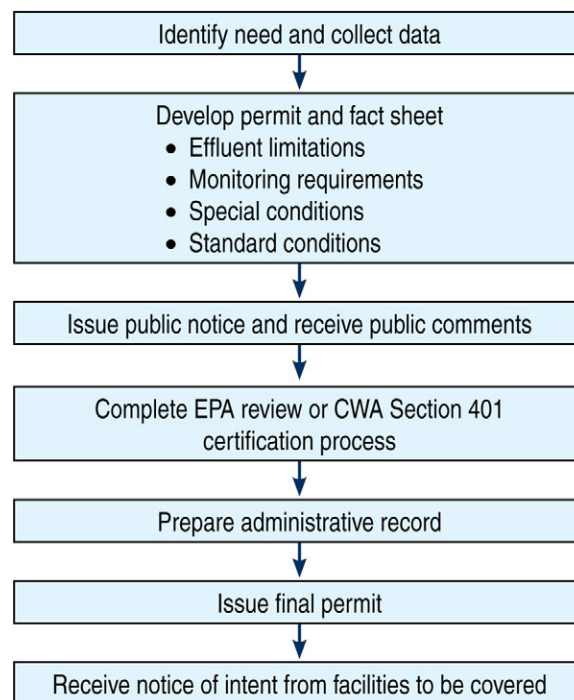 Identify need and collect data
Develop permit and fact sheet
• Effluent limitations
• Monitoring requirements
• Special conditions
• Standard conditions
Issue public notice and receive public comments
Complete EPA review or CWA Section 401
certification process
Prepare administrative record
Issue final permit
Receive notice of intent from facilities to be covered